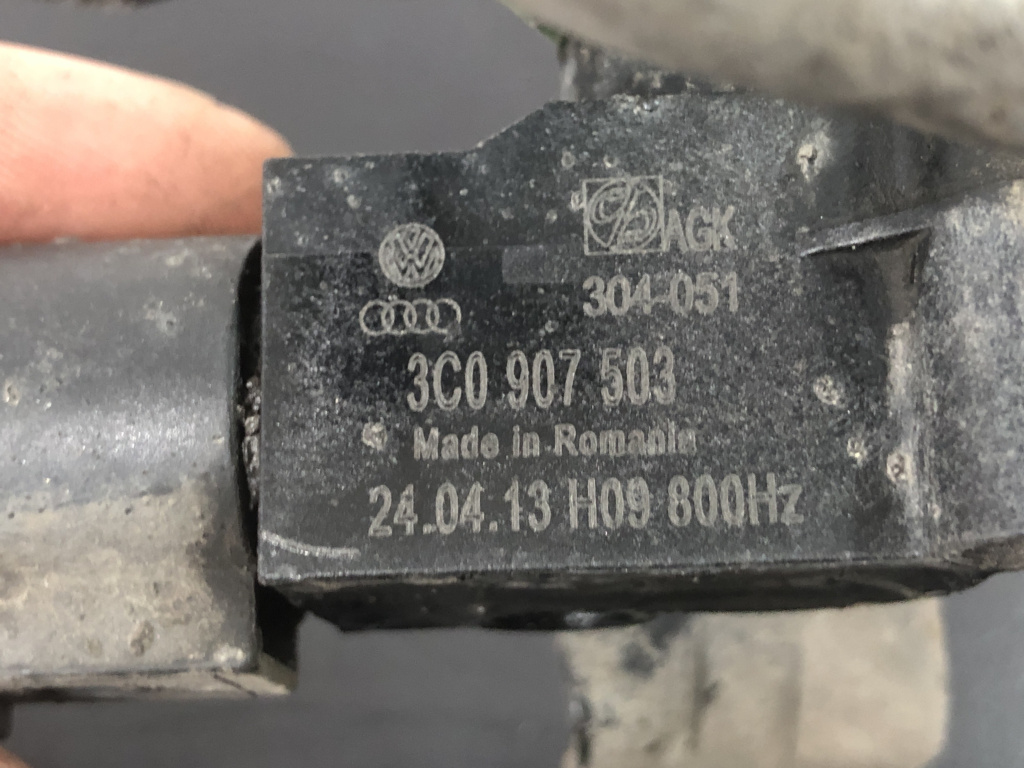 AGK
304-051
3C0 907 503
Made in Romania
24.04.13 H09 800Hz